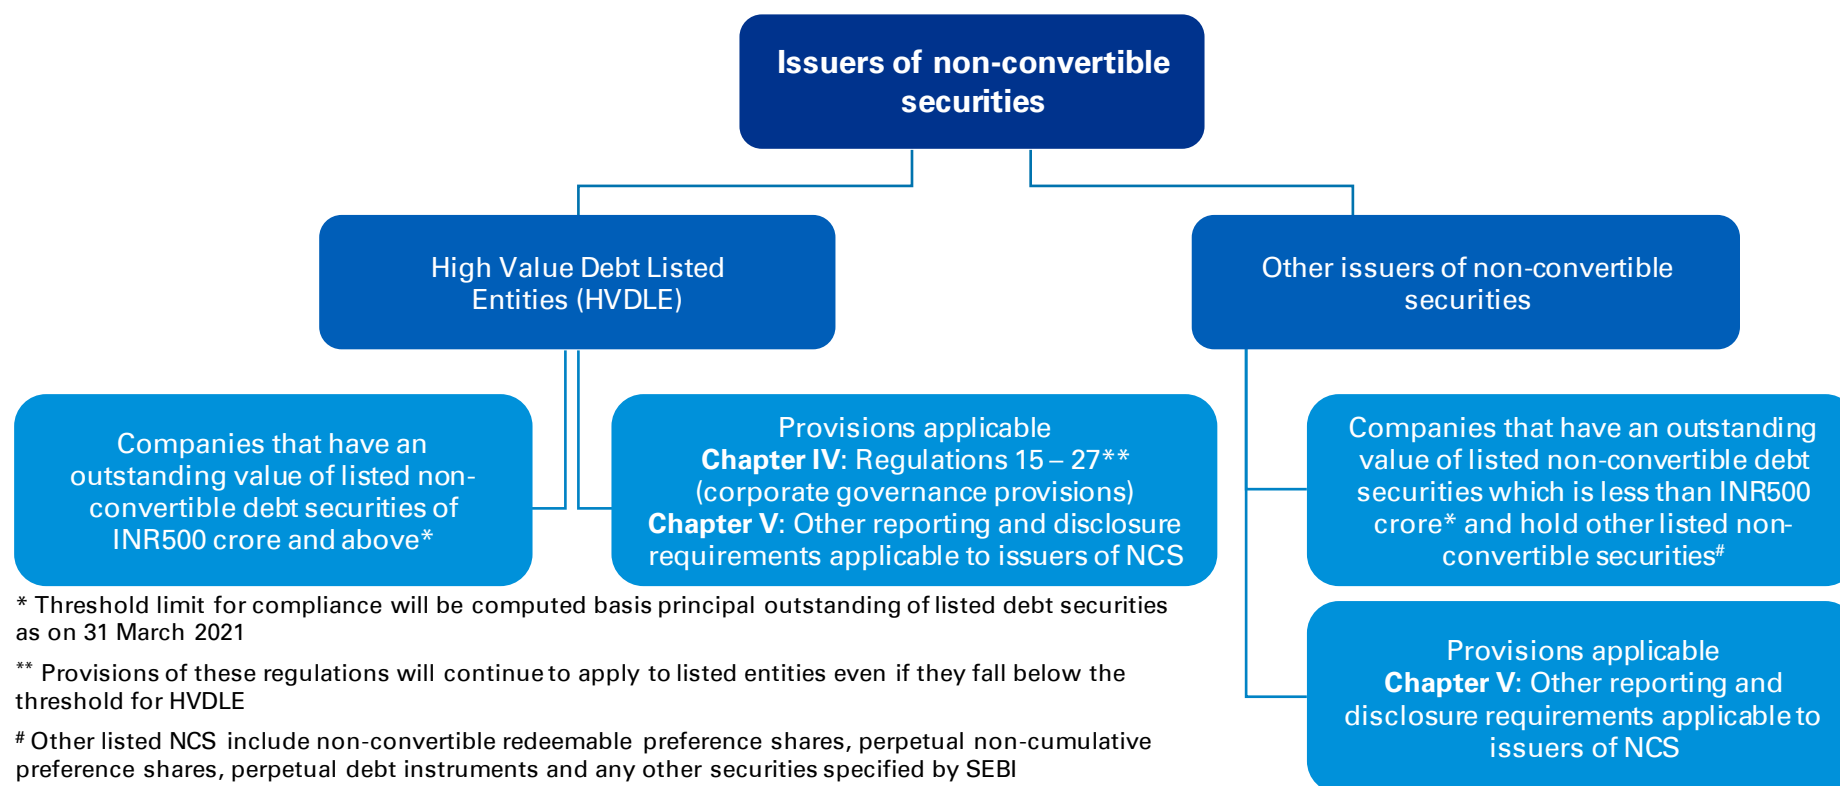 Issuers of non-convertible
securities
High Value Debt Listed
Entities (HVDLE)
Other issuers of non-convertible
securities
Companies that have an
outstanding value of listed non-
convertible debt securities of
INR500 crore and above*
Provisions applicable
Chapter IV: Regulations 15 – 27**
(corporate governance provisions)
Chapter V: Other reporting and disclosure
requirements applicable to issuers of NCS
Companies that have an outstanding
value of listed non-convertible debt
securities which is less than INR500
crore* and hold other listed non-
convertible securities#
Provisions applicable
Chapter V: Other reporting and
disclosure requirements applicable to
issuers of NCS
* Threshold limit for compliance will be computed basis principal outstanding of listed debt securities
as on 31 March 2021
** Provisions of these regulations will continue to apply to listed entities even if they fall below the
threshold for HVDLE
# Other listed NCS include non-convertible redeemable preference shares, perpetual non-cumulative
preference shares, perpetual debt instruments and any other securities specified by SEBI